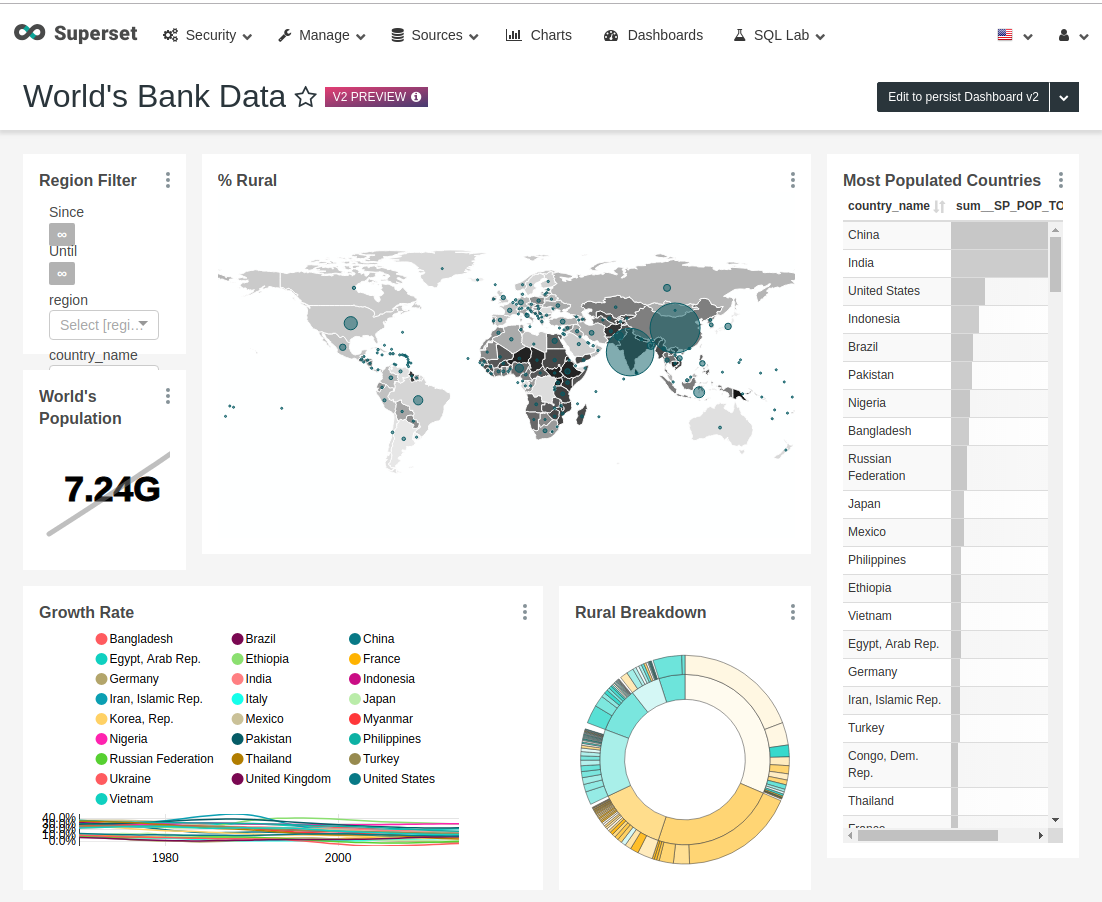 Superset
Security
Manage
Sources
Charts
Dashboards
SQL Lab
World's Bank Data
V2 PREVIEW
Edit to persist Dashboard v2
Region Filter
Since
∞
Until
∞
region
Select [regi...
country_name
World's
Population
7.24G
% Rural
Most Populated Countries
country_name sum__SP_POP_TO
China
India
United States
Indonesia
Brazil
Pakistan
Nigeria
Bangladesh
Russian
Federation
Japan
Mexico
Philippines
Ethiopia
Vietnam
Egypt, Arab Rep.
Germany
Iran, Islamic Rep.
Turkey
Congo, Dem.
Rep.
Thailand
France
Growth Rate
Bangladesh Brazil China
Egypt, Arab Rep. Ethiopia France
Germany India Indonesia
Iran, Islamic Rep. Italy Japan
Korea, Rep. Mexico Myanmar
Nigeria Pakistan Philippines
Russian Federation Thailand Turkey
Ukraine United Kingdom United States
Vietnam
40.0%
0.0%
1980 2000
Rural Breakdown